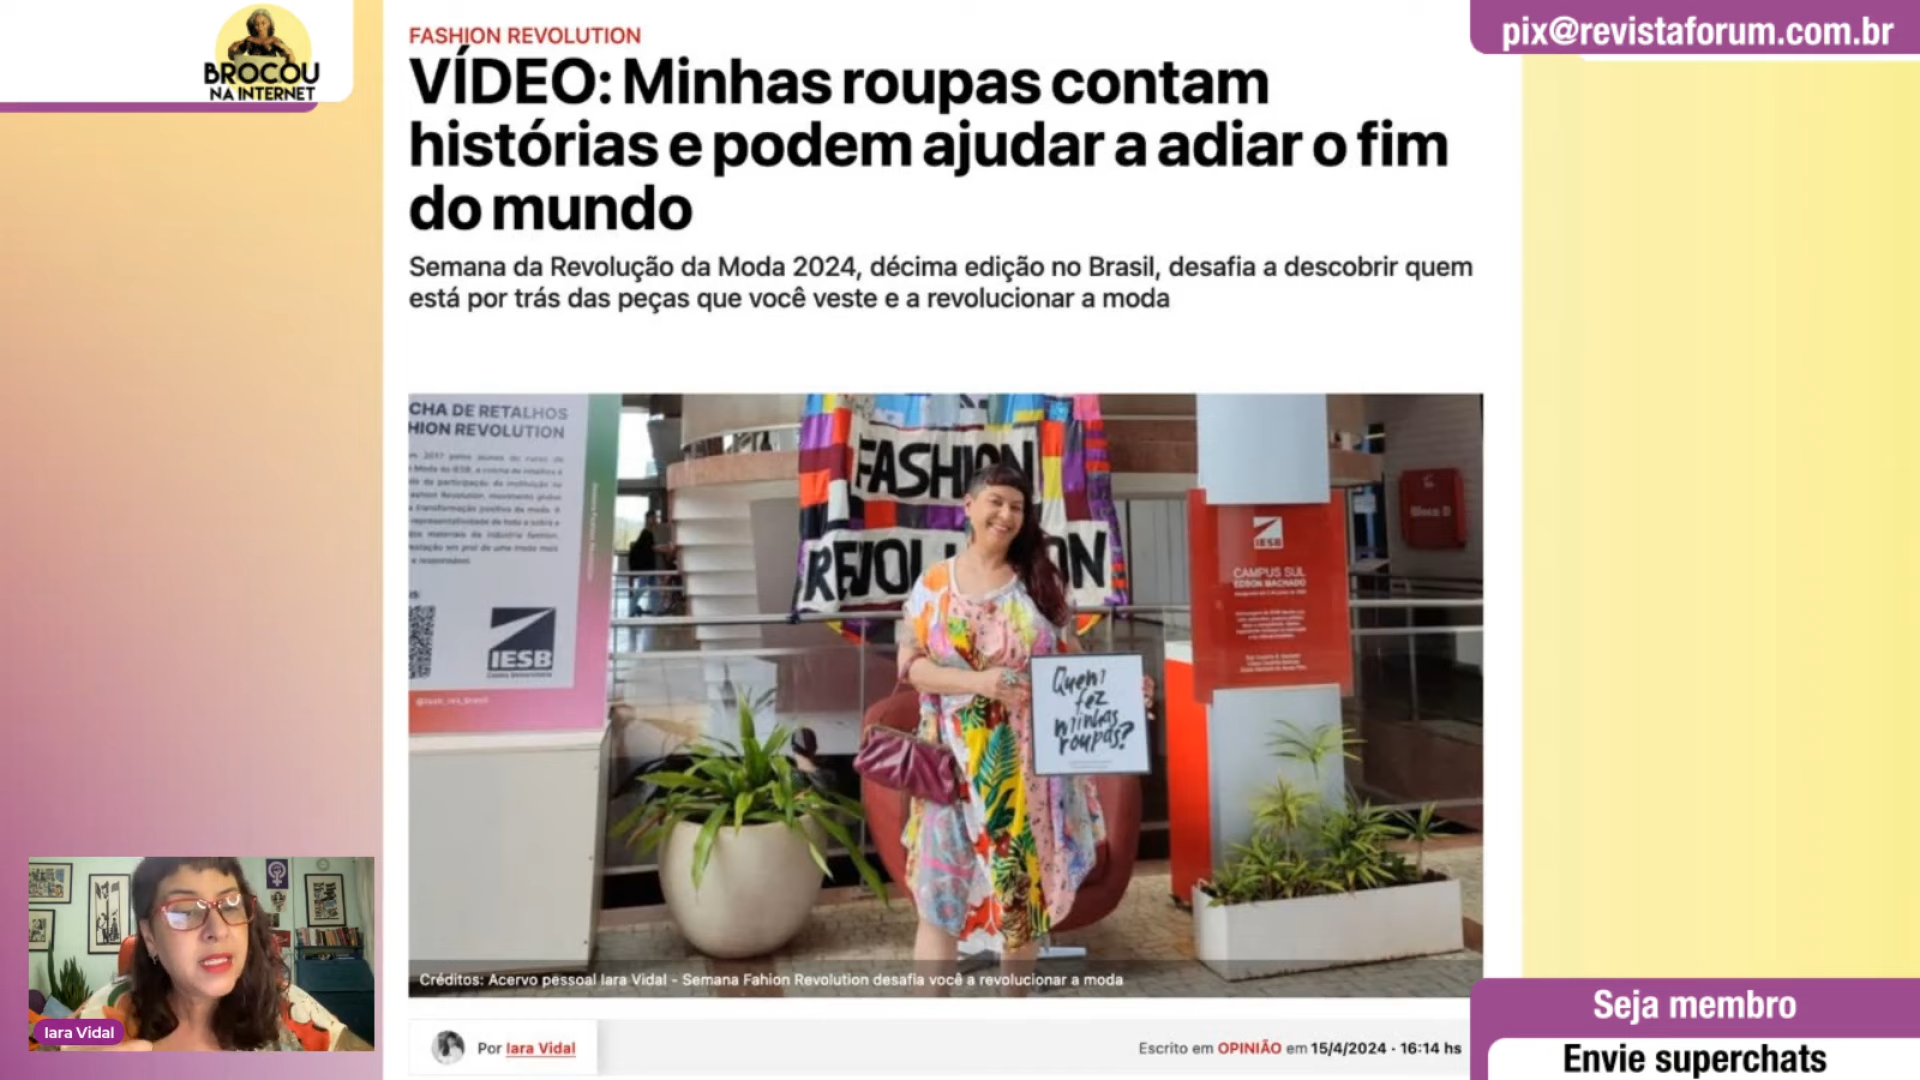 BROCOU
NA INTERNET
pix@revistaforum.com.br
FASHION REVOLUTION
VÍDEO: Minhas roupas contam
histórias e podem ajudar a adiar o fim
do mundo
Semana da Revolução da Moda 2024, décima edição no Brasil, desafia a descobrir quem
está por trás das peças que você veste e a revolucionar a moda
CHA DE RETALHOS
HION REVOLUTION
IESB
FASHION
REVOL ON
Quem
fez
minhas
roupas?
IESB
CAMPUS SUL
EDSON MACHADO
Bloco D
Créditos: Acervo pessoal Iara Vidal - Semana Fahion Revolution desafia você a revolucionar a moda
Por Iara Vidal
Escrito em OPINIÃO em 15/4/2024 · 16:14 hs
Iara Vidal
Seja membro
Envie superchats